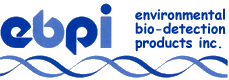 ebpi
environmental
bio-detection
products inc.